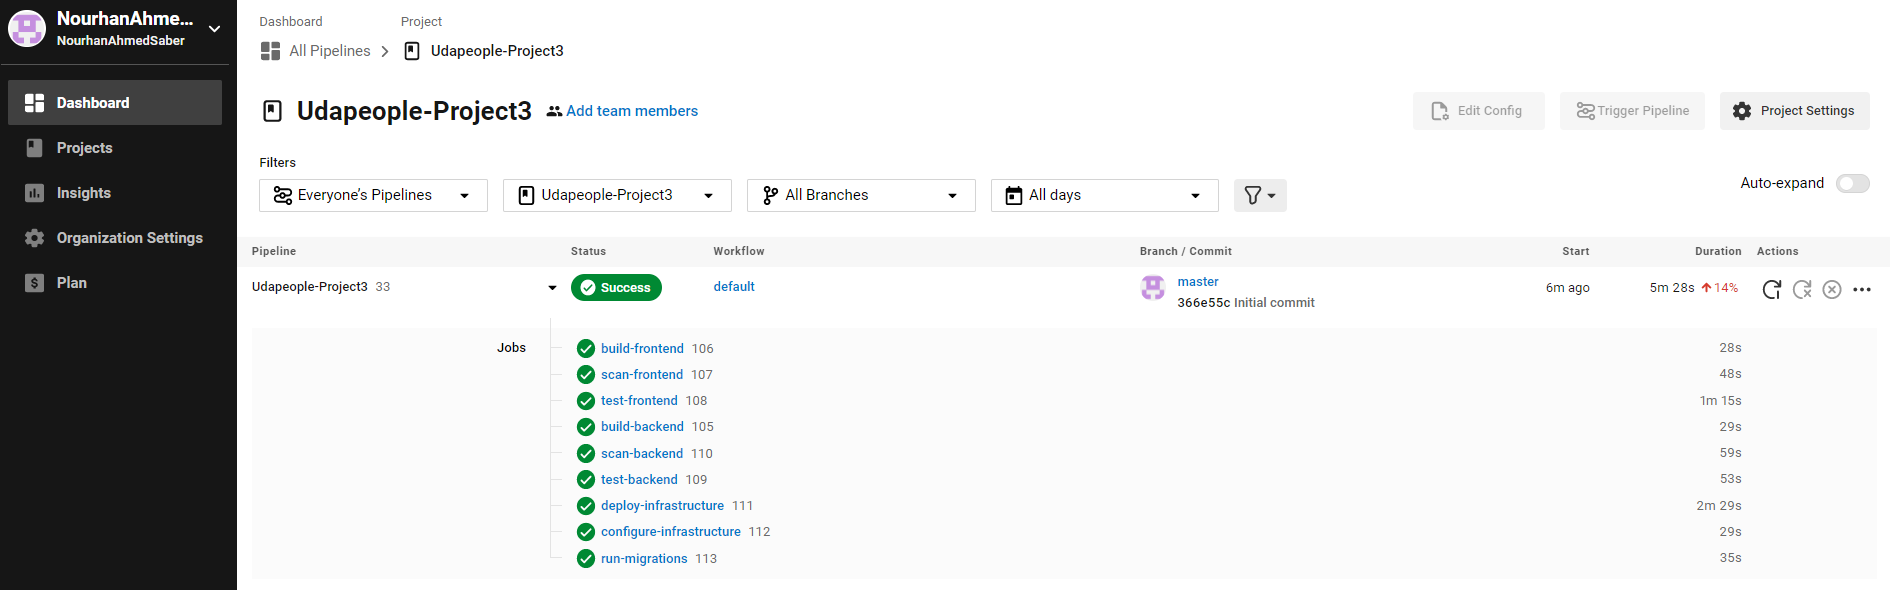 NourhanAhme...
NourhanAhmedSaber
Dashboard
Projects
Insights
Organization Settings
Plan
Dashboard Project
All Pipelines Udapeople-Project3
Udapeople-Project3 Add team members
Edit Config Trigger Pipeline Project Settings
Filters
Everyone’s Pipelines Udapeople-Project3 All Branches All days
Auto-expand
Pipeline Status Workflow Branch / Commit Start Duration Actions
Udapeople-Project3 33 Success default master 6m ago 5m 28s 14%
366e55c Initial commit
Jobs
build-frontend 106 28s
scan-frontend 107 48s
test-frontend 108 1m 15s
build-backend 105 29s
scan-backend 110 59s
test-backend 109 53s
deploy-infrastructure 111 2m 29s
configure-infrastructure 112 29s
run-migrations 113 35s